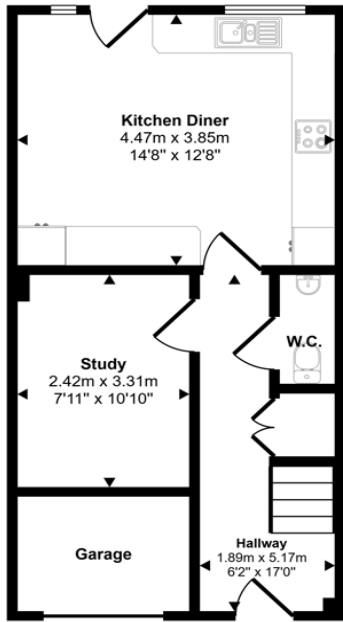 Kitchen Diner
4.47m x 3.85m
14'8" x 12'8"
W.C.
Study
2.42m x 3.31m
7'11" x 10'10"
Garage
Hallway
1.89m x 5.17m
6'2" x 17'0"